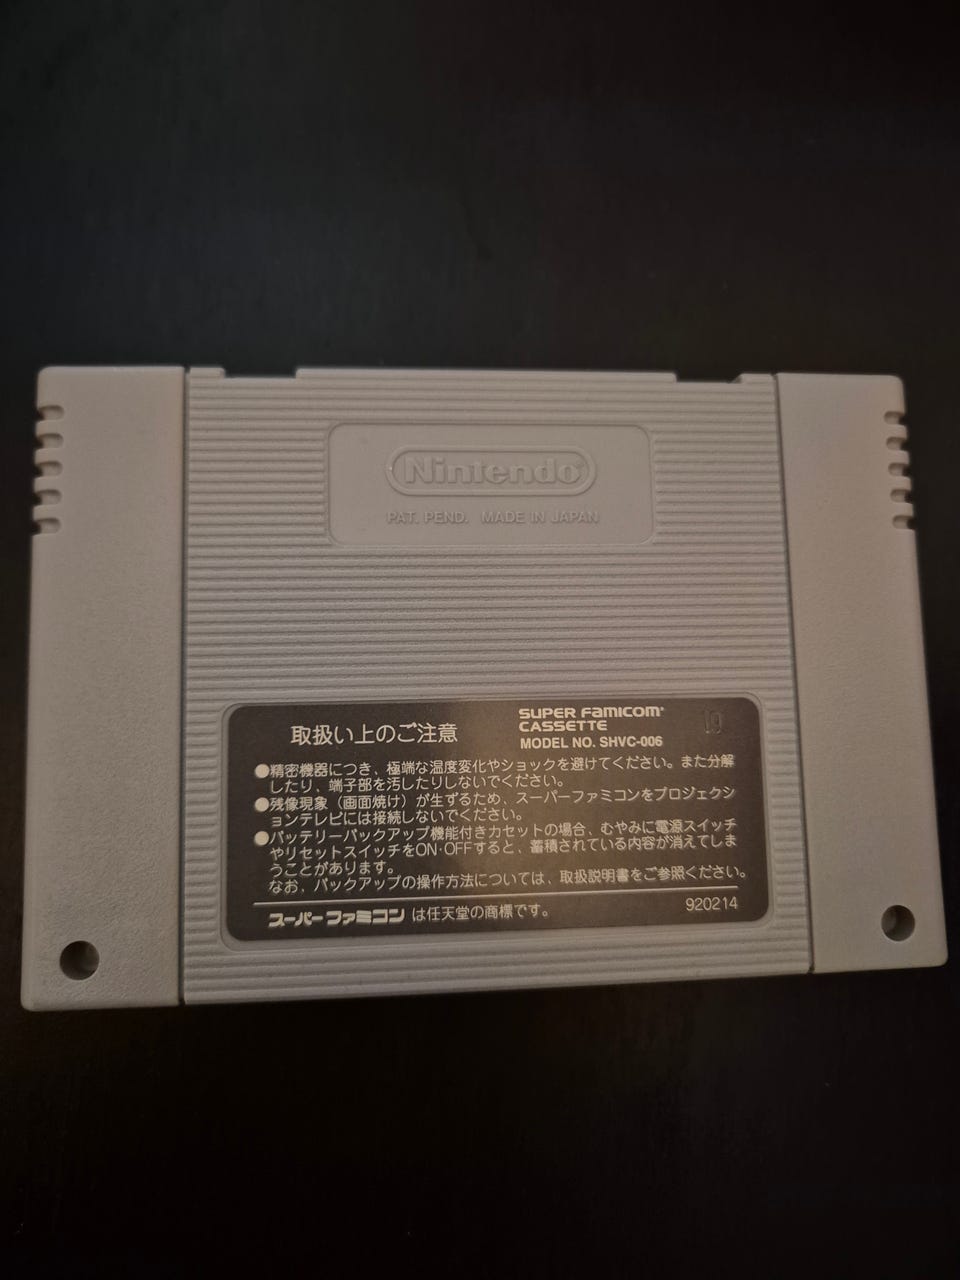 Nintendo®
PAT. PEND. MADE IN JAPAN
取扱い上のご注意
SUPER FAMICOM®
CASSETTE
MODEL NO. SHVC-006
10
●精密機器につき、極端な温度変化やショックを避けてください。また分解
したり、端子部を汚したりしないでください。
●残像現象（画面焼け）が生ずるため、スーパーファミコンをプロジェクシ
ョンテレビには接続しないでください。
●バッテリーバックアップ機能付きカセットの場合、むやみに電源スイッチ
やリセットスイッチをON・OFFすると、蓄積されている内容が消えてしま
うことがあります。
なお、バックアップの操作方法については、取扱説明書をご参照ください。
スーパーファミコン は任天堂の商標です。
920214